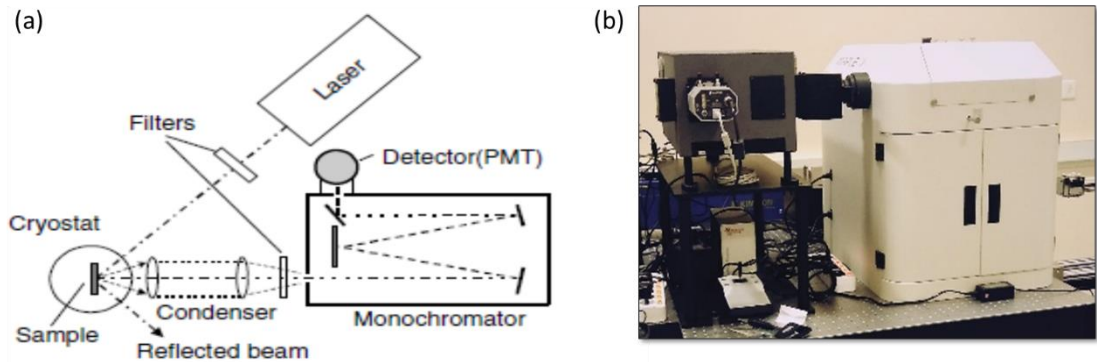 (a)
(b)
Laser
Filters
Detector(PMT)
Cryostat
Condenser
Monochromator
Sample
Reflected beam